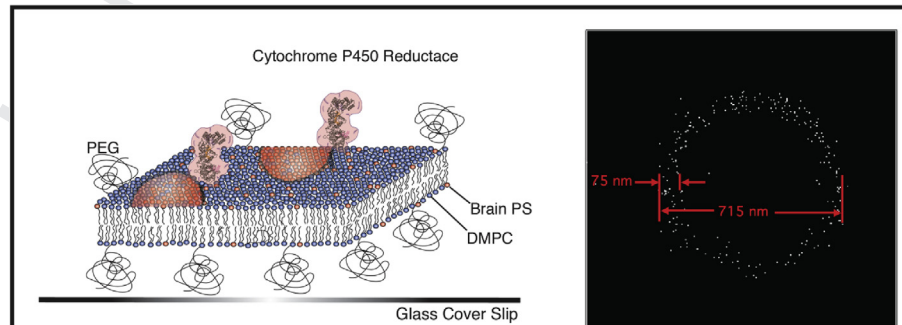 Cytochrome P450 Reductace
PEG
Brain PS
DMPC
Glass Cover Slip
75 nm
715 nm